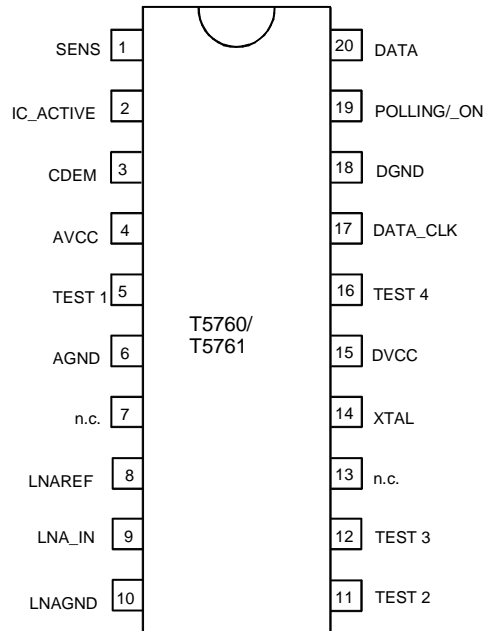 SENS 1 20 DATA
IC_ACTIVE 2 19 POLLING/_ON
CDEM 3 18 DGND
AVCC 4 17 DATA_CLK
TEST 1 5 16 TEST 4
T5760/
T5761
AGND 6 15 DVCC
n.c. 7 14 XTAL
LNAREF 8 13 n.c.
LNA_IN 9 12 TEST 3
LNAGND 10 11 TEST 2